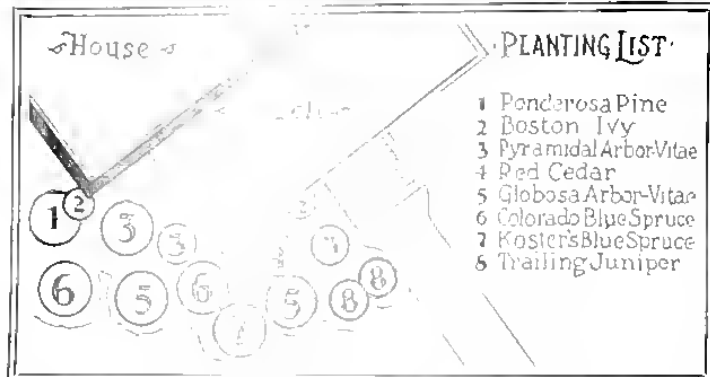 House
PLANTING LIST
1 Ponderosa Pine
2 Boston Ivy
3 Pyramidal Arbor-Vitae
4 Red Cedar
5 Globosa Arbor-Vitae
6 Colorado Blue Spruce
7 Koster's Blue Spruce
8 Trailing Juniper
1 2 3 3
6 5 6 5 8 8